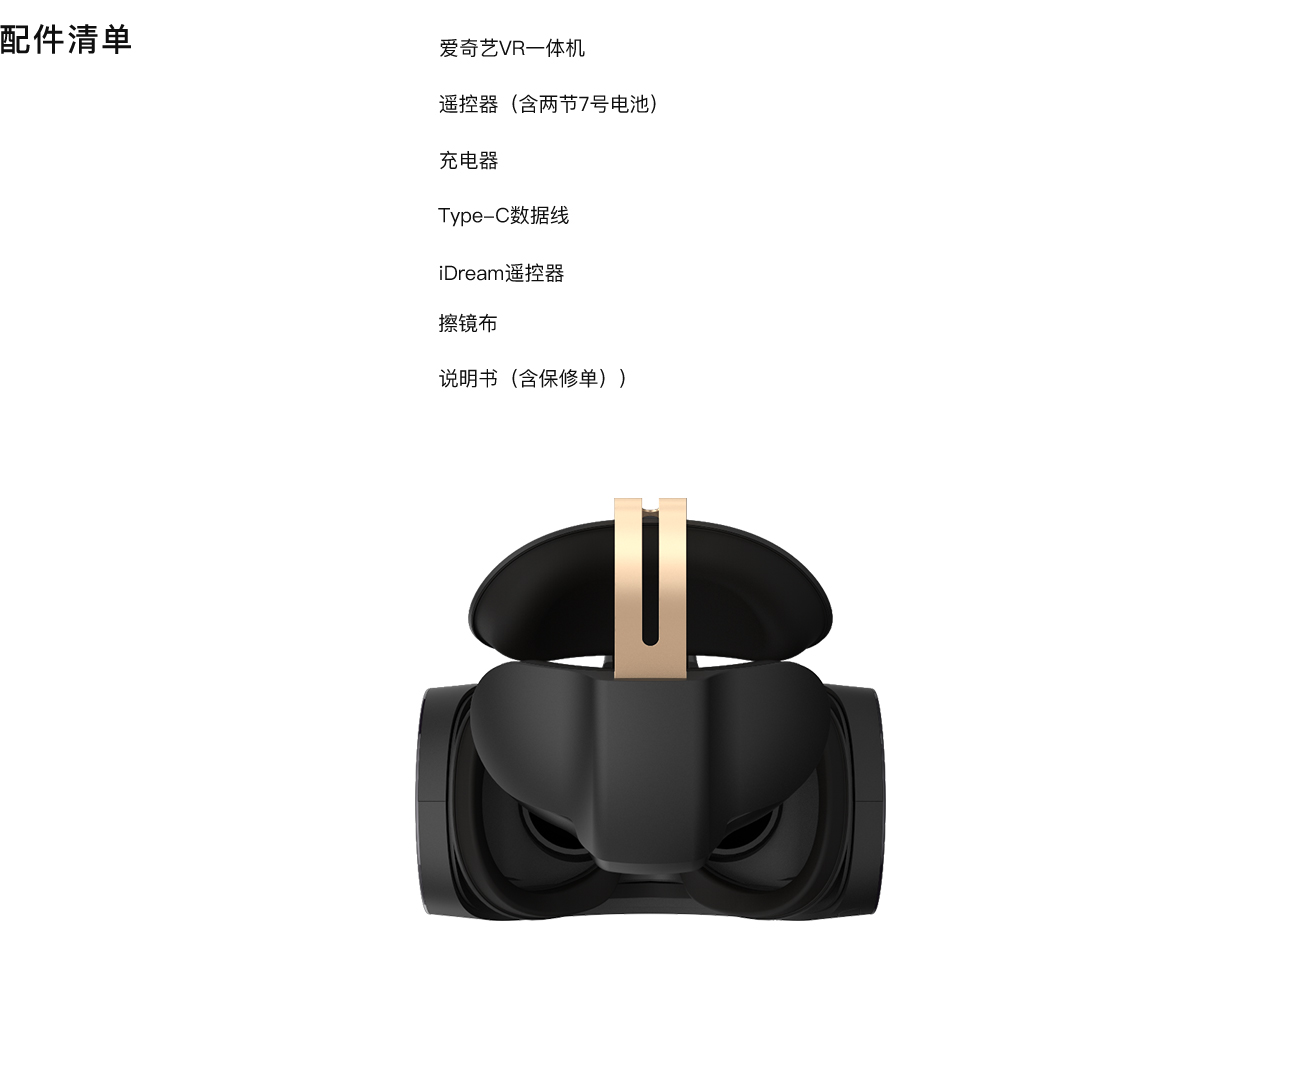 配件清单
爱奇艺VR一体机
遥控器（含两节7号电池）
充电器
Type-C数据线
iDream遥控器
擦镜布
说明书（含保修单））